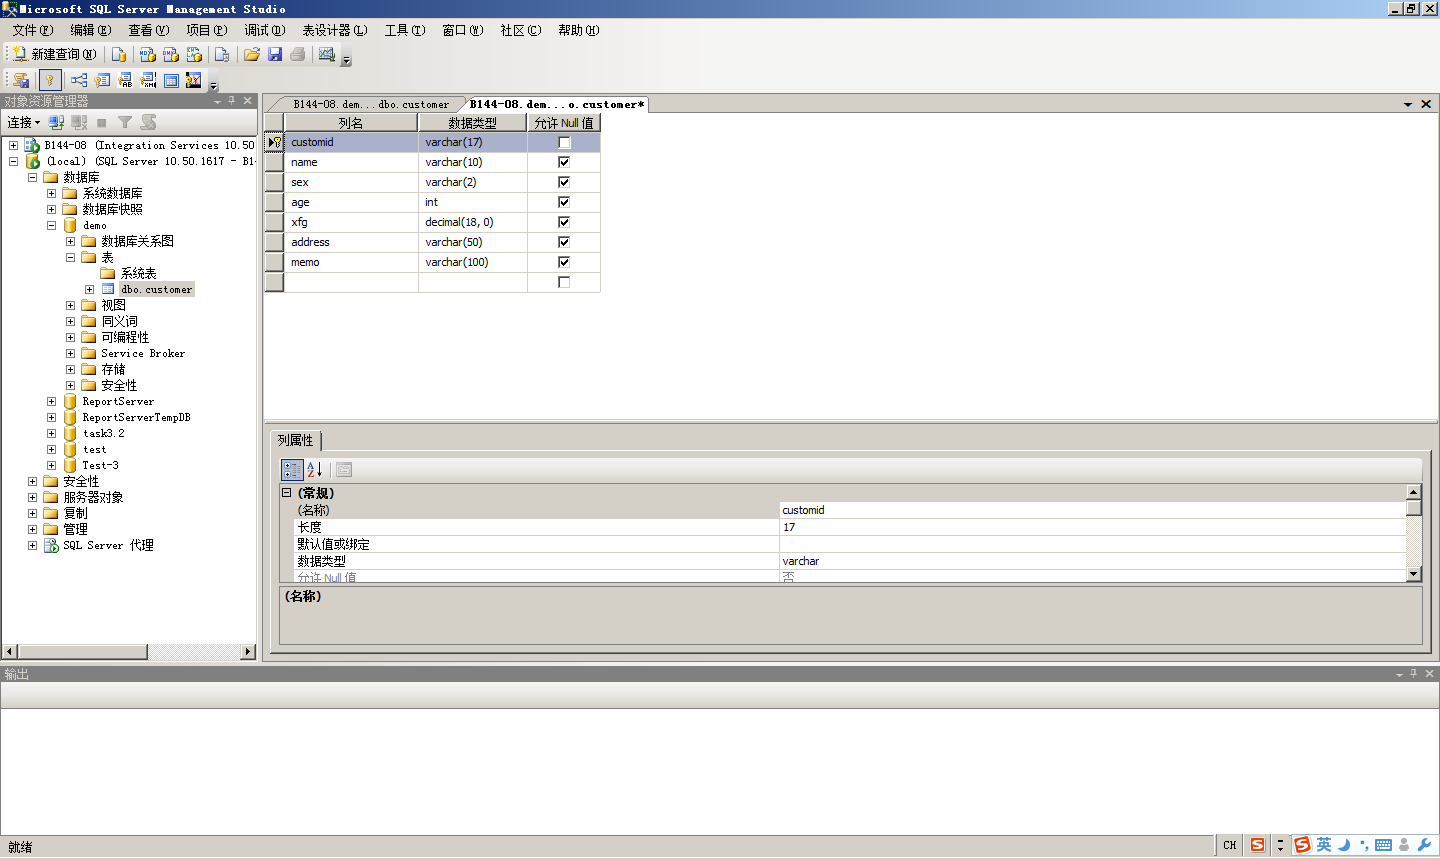 Microsoft SQL Server Management Studio
文件(F) 编辑(E) 查看(V) 项目(P) 调试(D) 表设计器(L) 工具(T) 窗口(W) 社区(C) 帮助(H)
新建查询(N)
对象资源管理器
连接
B144-08 (Integration Services 10.50
(local) (SQL Server 10.50.1617 - B1
数据库
系统数据库
数据库快照
demo
数据库关系图
表
系统表
dbo.customer
视图
同义词
可编程性
Service Broker
存储
安全性
ReportServer
ReportServerTempDB
task3.2
test
Test-3
安全性
服务器对象
复制
管理
SQL Server 代理
B144-08.dem...dbo.customer B144-08.dem...o.customer*
列名 数据类型 允许 Null 值
customid varchar(17)
name varchar(10)
sex varchar(2)
age int
xfg decimal(18, 0)
address varchar(50)
memo varchar(100)
列属性
(常规)
(名称) customid
长度 17
默认值或绑定
数据类型 varchar
允许 Null 值 否
(名称)
输出
就绪
CH 英